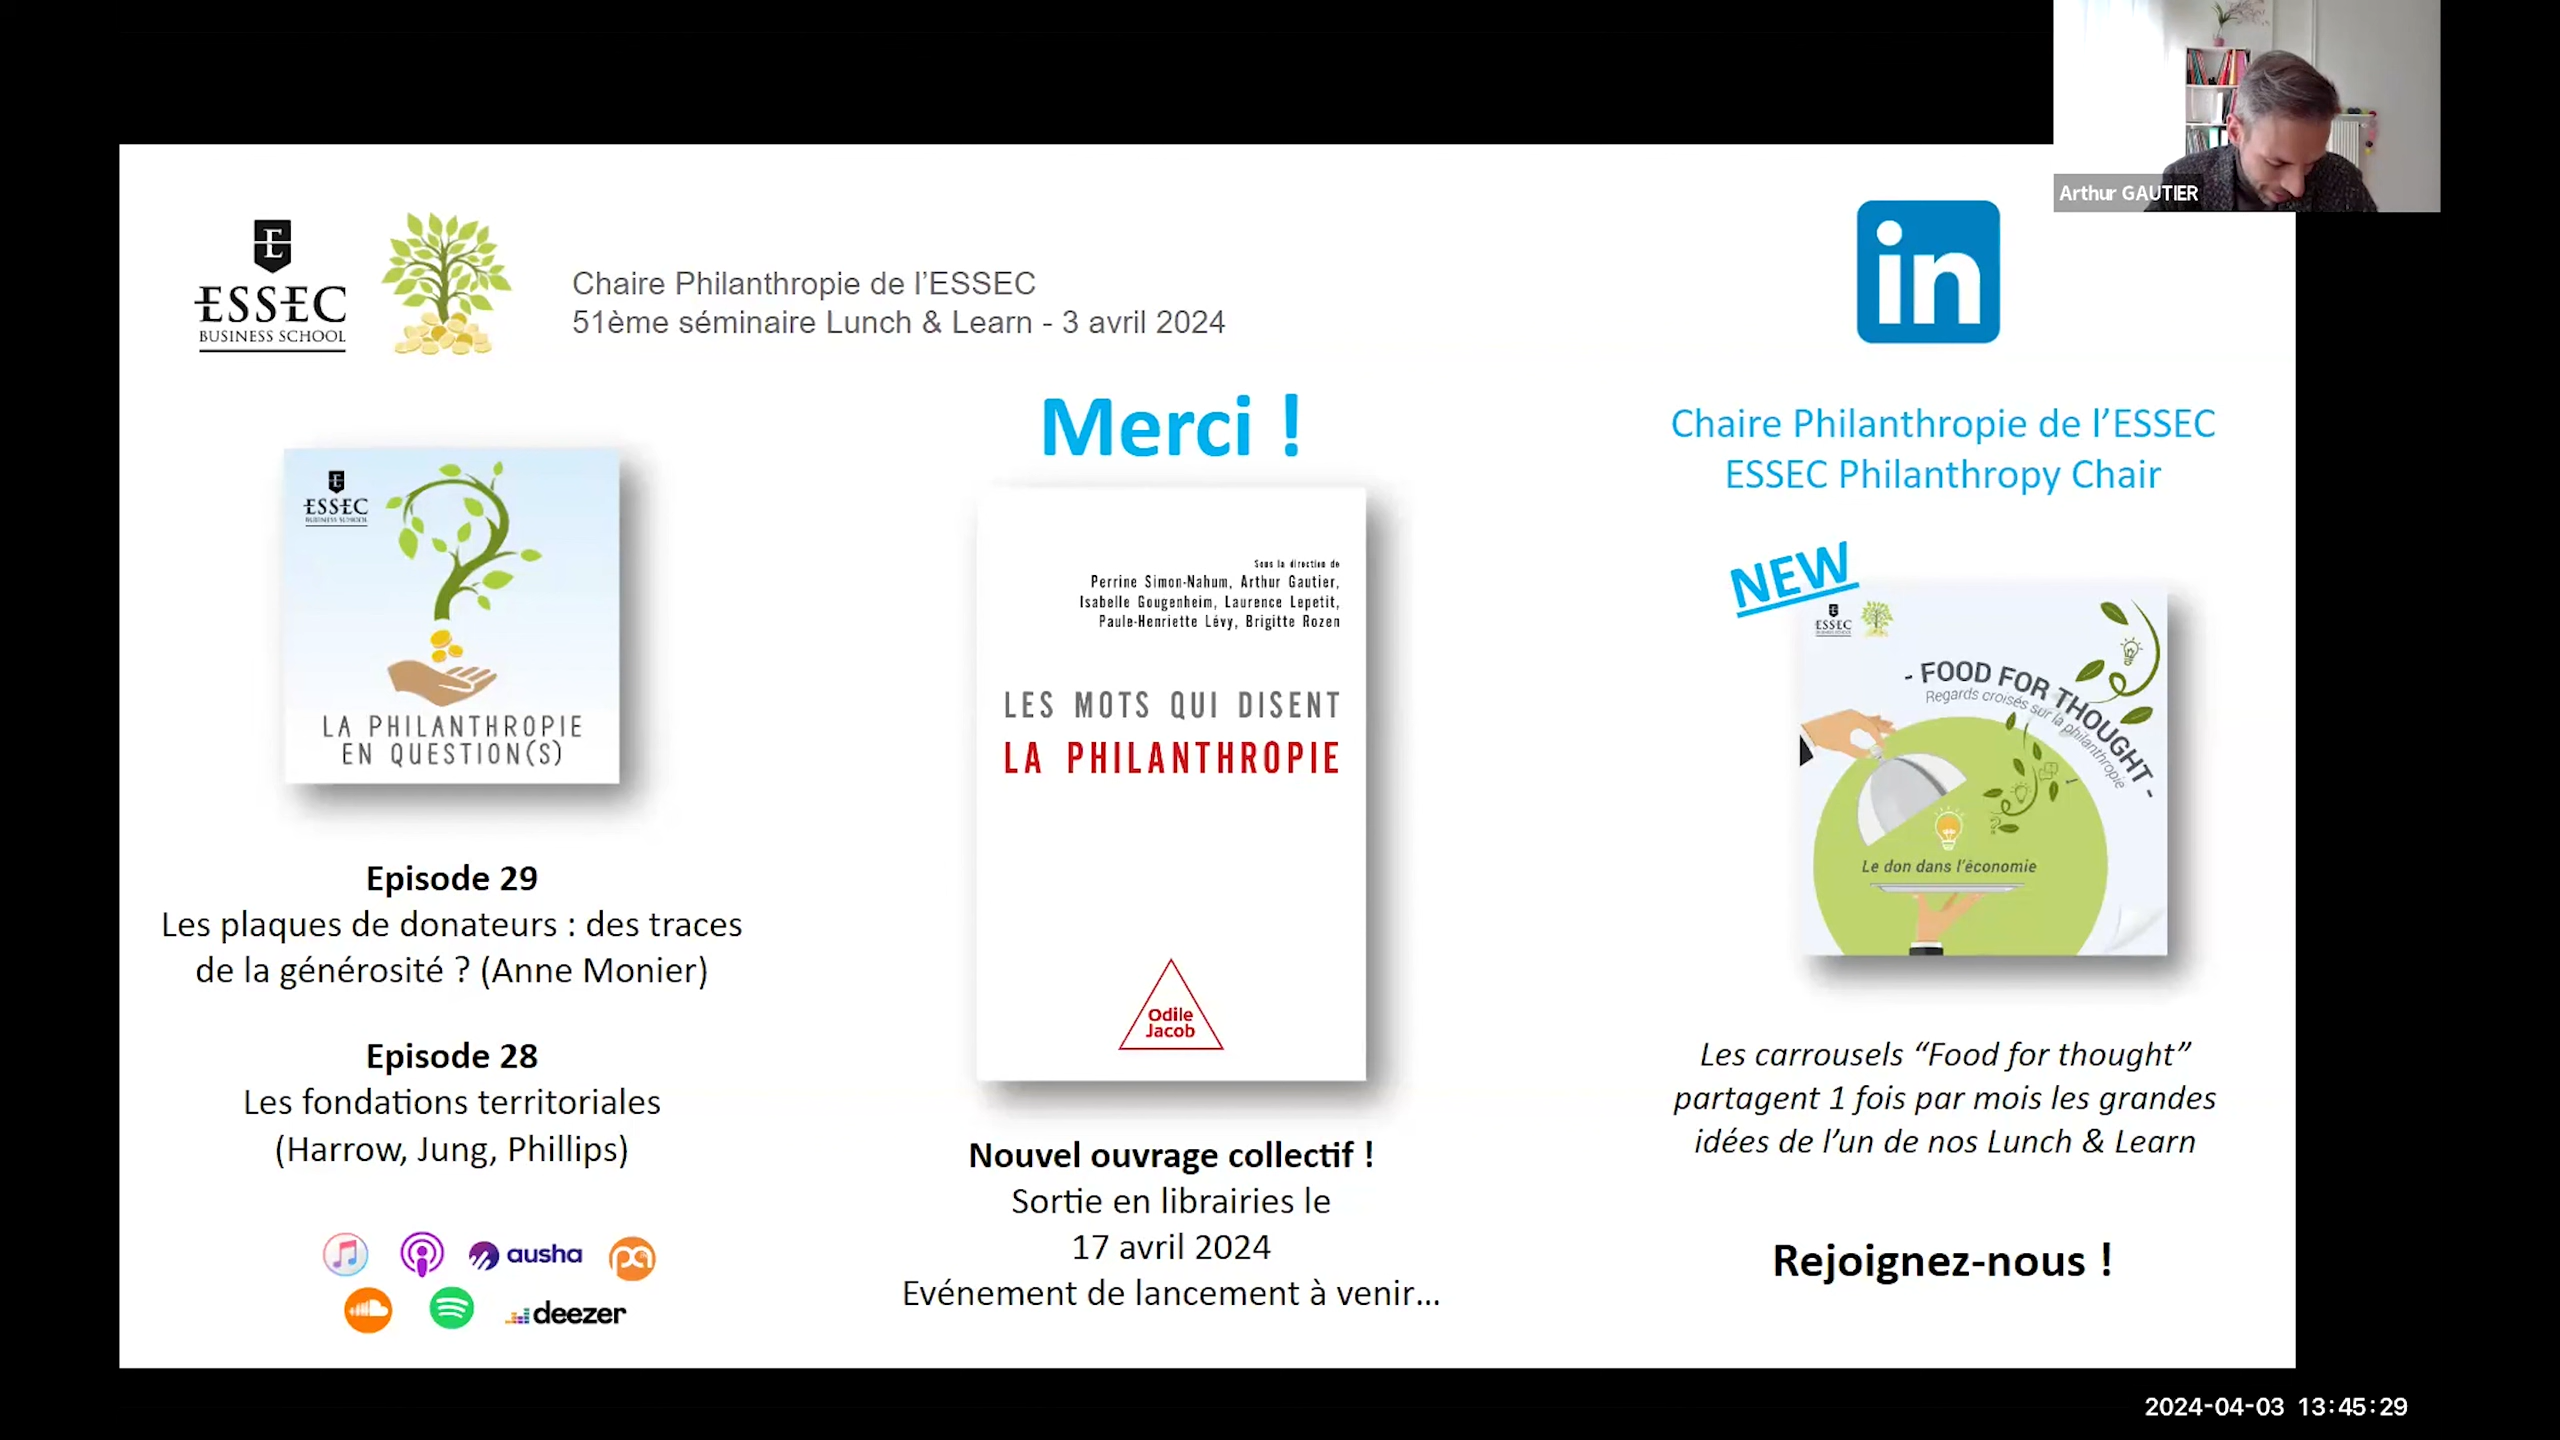 Arthur GAUTIER
E
ESSEC
BUSINESS SCHOOL
Chaire Philanthropie de l'ESSEC
51ème séminaire Lunch & Learn - 3 avril 2024
in
ESSEC
BUSINESS SCHOOL
LA PHILANTHROPIE
EN QUESTION(S)
Episode 29
Les plaques de donateurs : des traces
de la générosité ? (Anne Monier)
Episode 28
Les fondations territoriales
(Harrow, Jung, Phillips)
ausha
deezer
Merci !
Sous la direction de
Perrine Simon-Nahum, Arthur Gautier,
Isabelle Gougenheim, Laurence Lepetit,
Paule-Henriette Lévy, Brigitte Rozen
LES MOTS QUI DISENT
LA PHILANTHROPIE
Odile
Jacob
Nouvel ouvrage collectif !
Sortie en librairies le
17 avril 2024
Evénement de lancement à venir...
Chaire Philanthropie de l'ESSEC
ESSEC Philanthropy Chair
NEW
ESSEC
- FOOD FOR THOUGHT -
Regards croisés sur la philanthropie
Le don dans l'économie
Les carrousels “Food for thought”
partagent 1 fois par mois les grandes
idées de l'un de nos Lunch & Learn
Rejoignez-nous !
2024-04-03 13:45:29